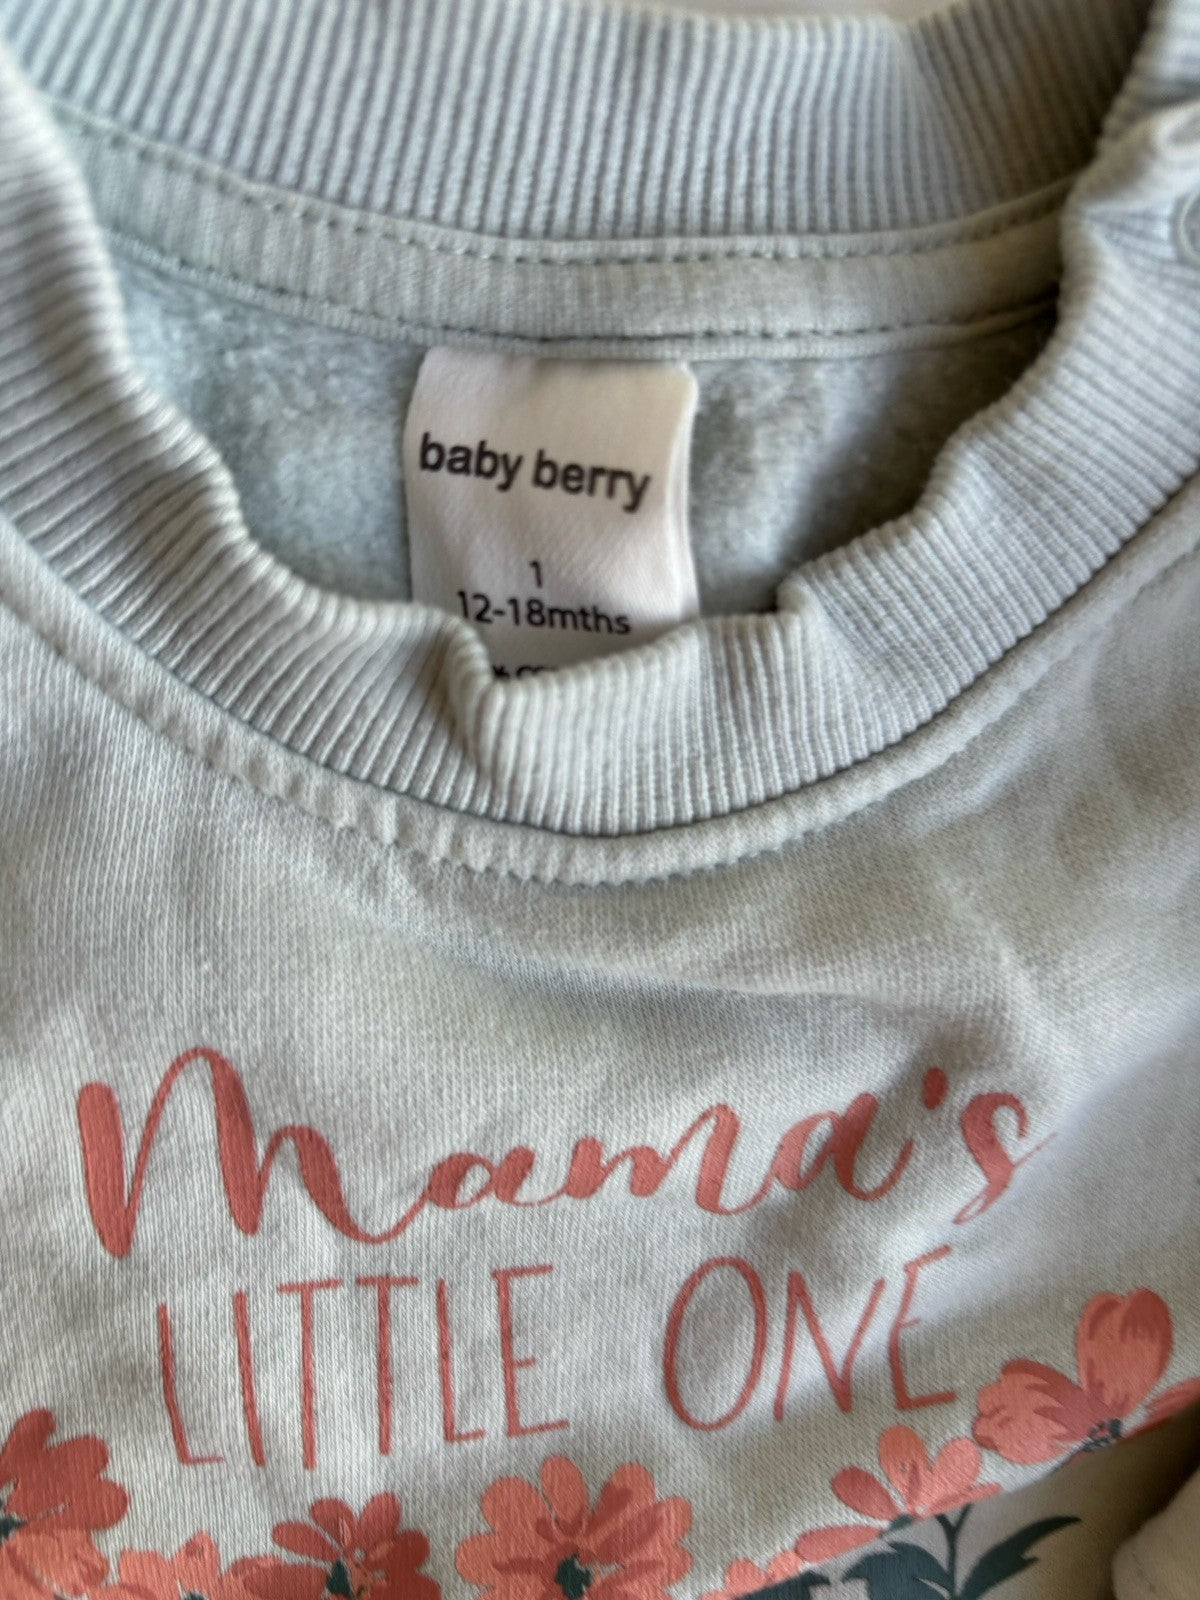 baby berry
1
12-18mths
Mama's
LITTLE ONE